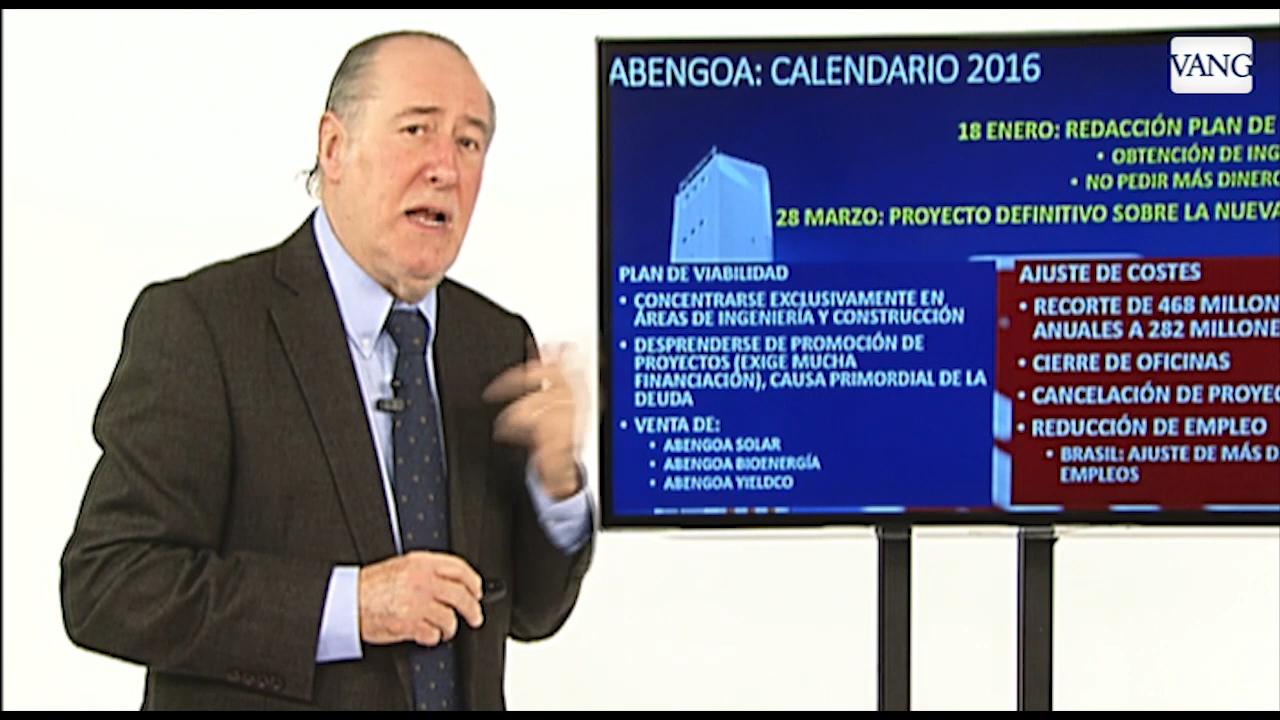 ABENGOA: CALENDARIO 2016
VANG
18 ENERO: REDACCIÓN PLAN DE
• OBTENCIÓN DE ING
• NO PEDIR MÁS DINERO
28 MARZO: PROYECTO DEFINITIVO SOBRE LA NUEVA
PLAN DE VIABILIDAD
• CONCENTRARSE EXCLUSIVAMENTE EN
ÁREAS DE INGENIERÍA Y CONSTRUCCIÓN
• DESPRENDERSE DE PROMOCIÓN DE
PROYECTOS (EXIGE MUCHA
FINANCIACIÓN), CAUSA PRIMORDIAL DE LA
DEUDA
• VENTA DE:
• ABENGOA SOLAR
• ABENGOA BIOENERGÍA
• ABENGOA YIELDCO
AJUSTE DE COSTES
• RECORTE DE 468 MILLON
ANUALES A 282 MILLONE
• CIERRE DE OFICINAS
• CANCELACIÓN DE PROYEC
• REDUCCIÓN DE EMPLEO
• BRASIL: AJUSTE DE MÁS D
EMPLEOS